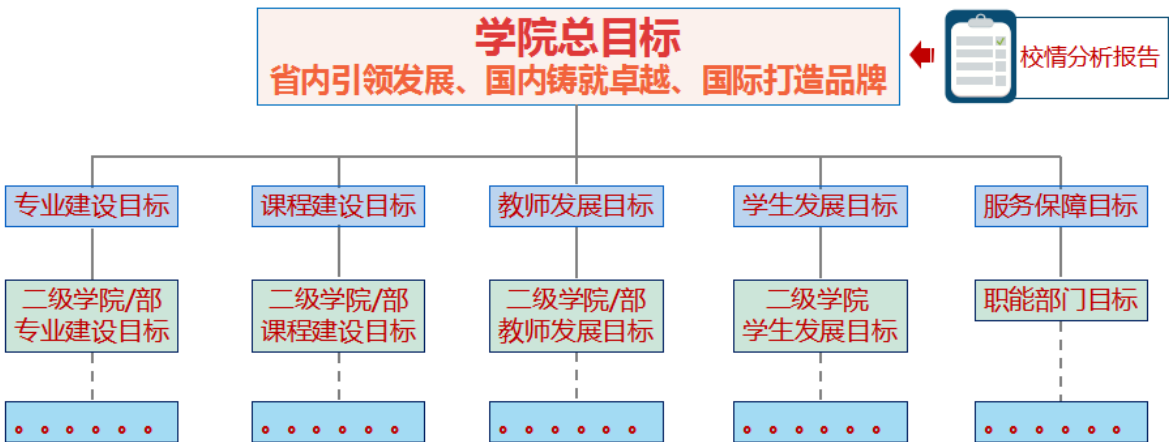 学院总目标
省内引领发展、国内铸就卓越、国际打造品牌
校情分析报告
专业建设目标
课程建设目标
教师发展目标
学生发展目标
服务保障目标
二级学院/部
专业建设目标
二级学院/部
课程建设目标
二级学院/部
教师发展目标
二级学院
学生发展目标
职能部门目标
。。。。。。
。。。。。。
。。。。。。
。。。。。。
。。。。。。